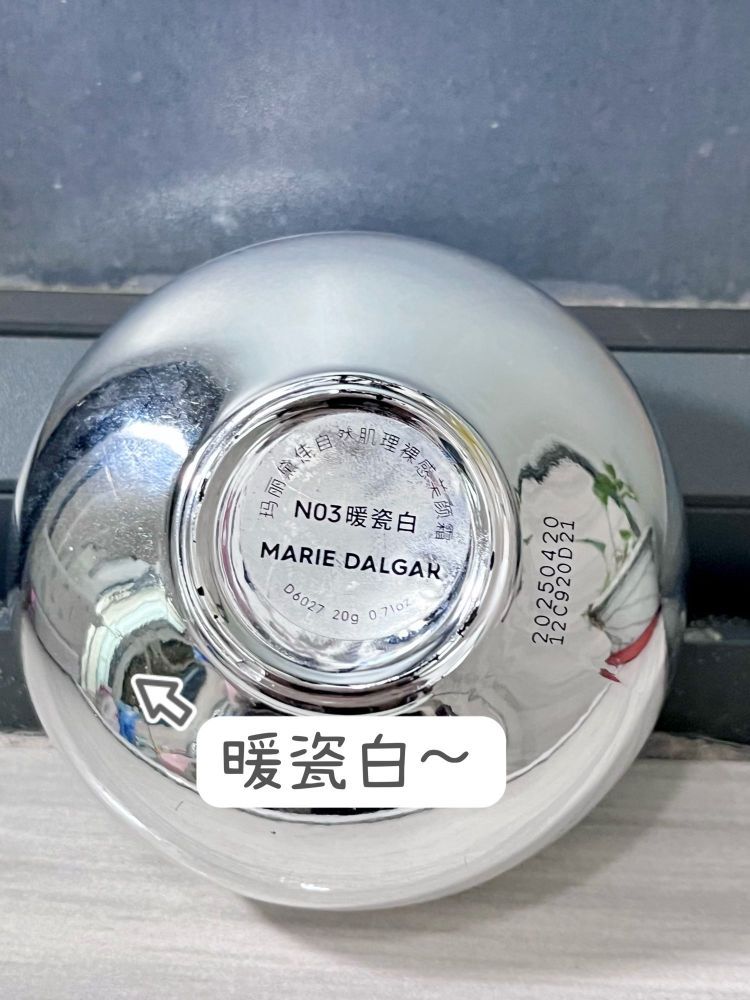 玛丽黛佳自然肌理裸感美颜霜
N03暖瓷白
MARIE DALGAR
D6027 20g 0.71oz
20250420
12C920D21
暖瓷白～